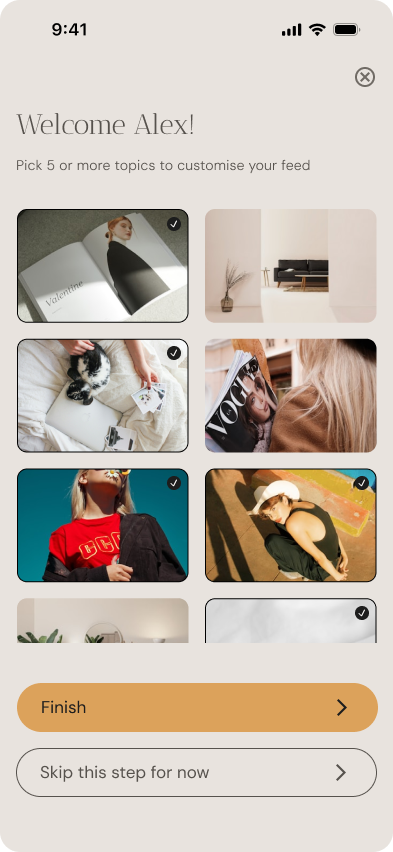 9:41
Welcome Alex!
Pick 5 or more topics to customise your feed
Valentine
VOGUE
Finish
Skip this step for now